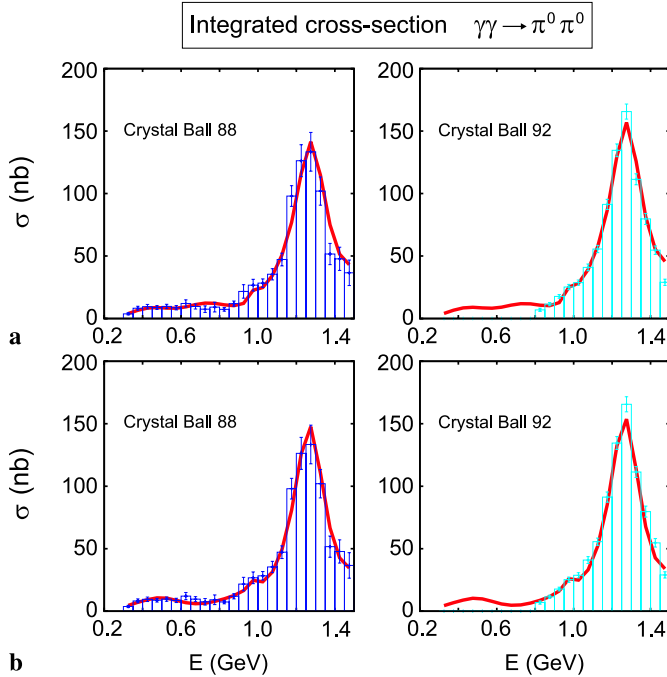 Integrated cross-section γγ → π⁰ π⁰
200
150
100
50
0
σ (nb)
Crystal Ball 88
0.2 0.6 1.0 1.4
a
200
150
100
50
0
σ (nb)
Crystal Ball 92
0.2 0.6 1.0 1.4
200
150
100
50
0
σ (nb)
Crystal Ball 88
0.2 0.6 1.0 1.4
E (GeV)
b
200
150
100
50
0
σ (nb)
Crystal Ball 92
0.2 0.6 1.0 1.4
E (GeV)